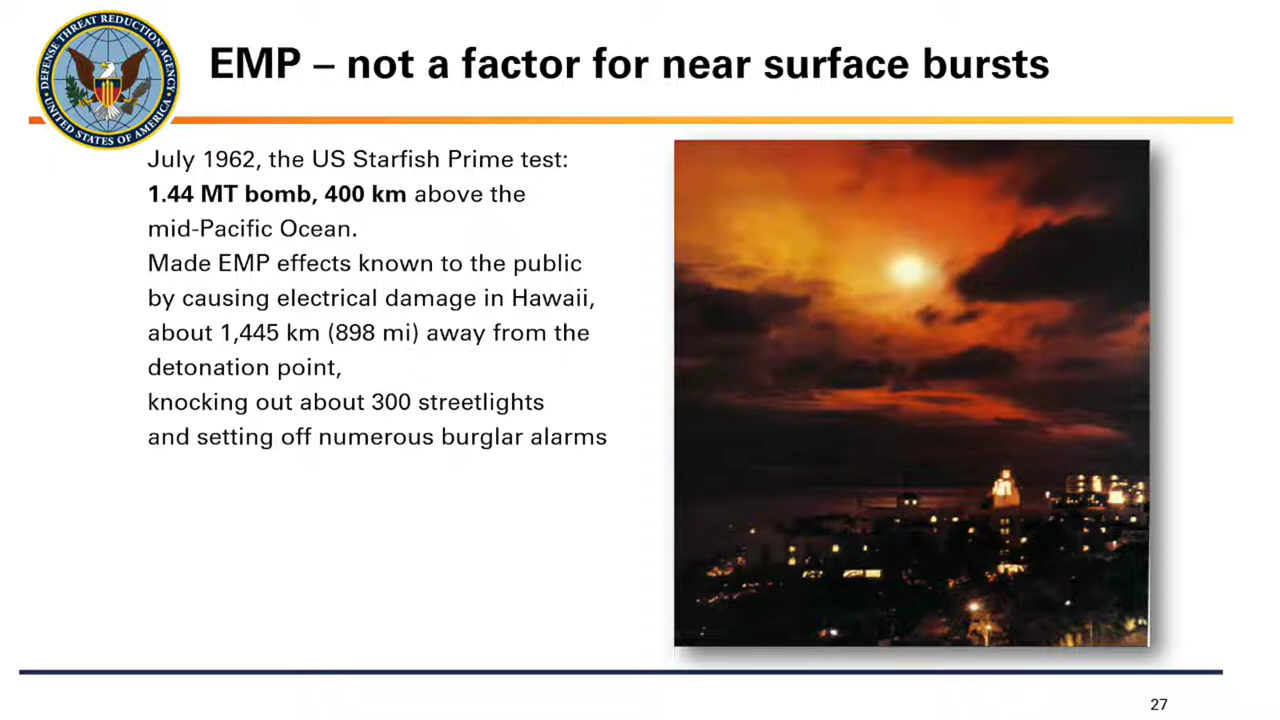 DEFENSE THREAT REDUCTION AGENCY
UNITED STATES OF AMERICA
EMP – not a factor for near surface bursts
July 1962, the US Starfish Prime test:
1.44 MT bomb, 400 km above the
mid-Pacific Ocean.
Made EMP effects known to the public
by causing electrical damage in Hawaii,
about 1,445 km (898 mi) away from the
detonation point,
knocking out about 300 streetlights
and setting off numerous burglar alarms
27